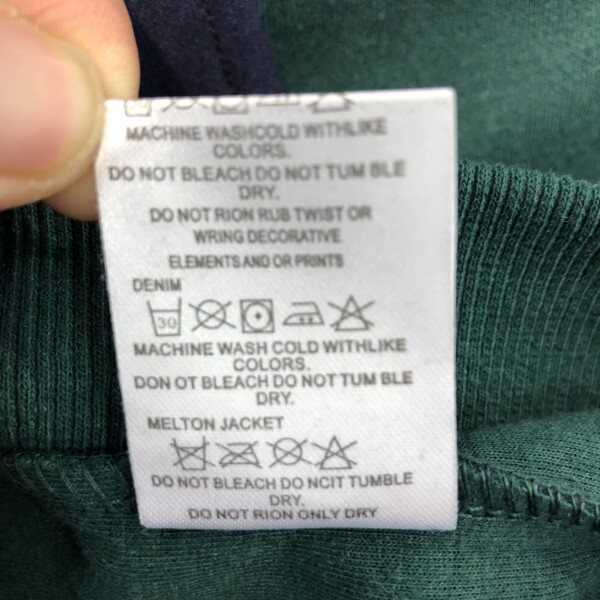 MACHINE WASHCOLD WITHLIKE
COLORS.
DO NOT BLEACH DO NOT TUM BLE
DRY.
DO NOT RION RUB TWIST OR
WRING DECORATIVE
ELEMENTS AND OR PRINTS
DENIM
30
MACHINE WASH COLD WITHLIKE
COLORS.
DON OT BLEACH DO NOT TUM BLE
DRY.
MELTON JACKET
DO NOT BLEACH DO NCIT TUMBLE
DRY.
DO NOT RION ONLY DRY